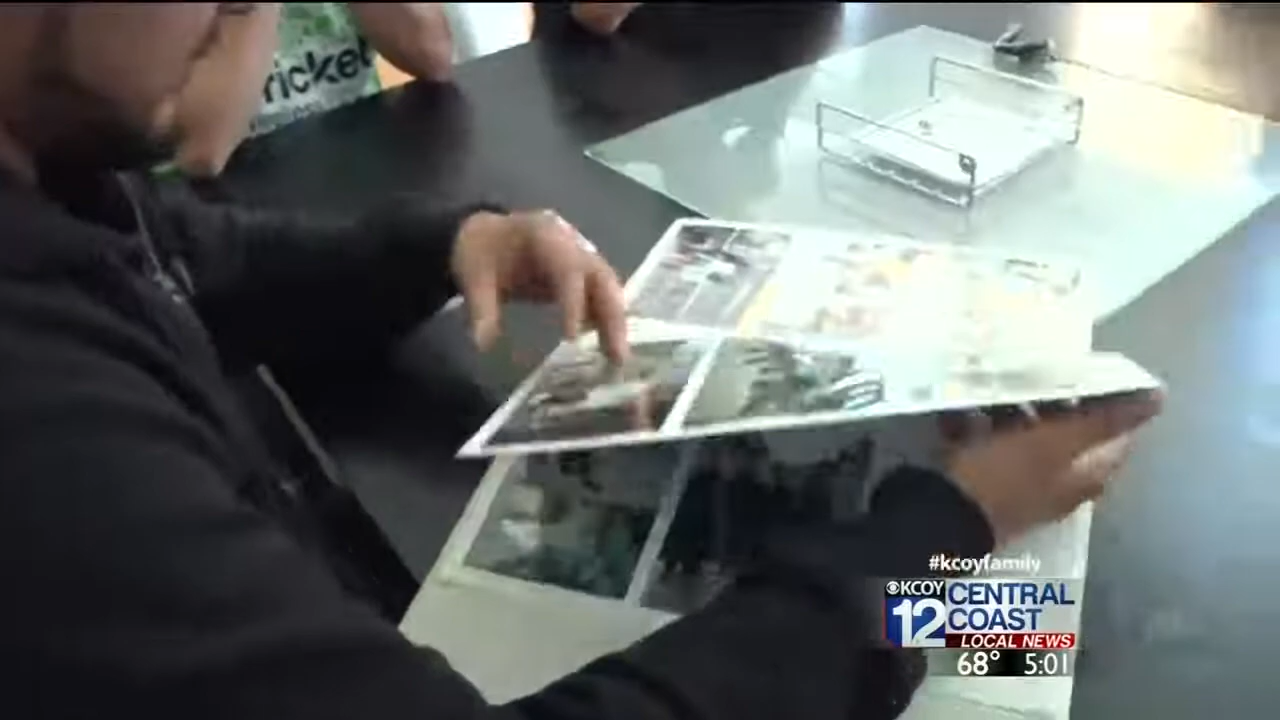 ricket
#kcoyfamily
KCOY
12
CENTRAL
COAST
LOCAL NEWS
68° 5:01